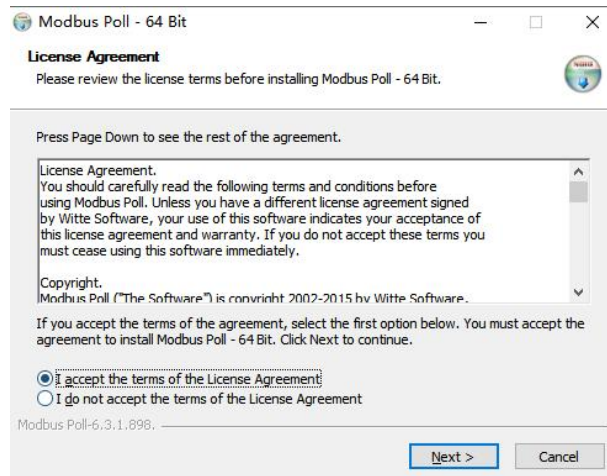 Modbus Poll - 64 Bit
License Agreement
Please review the license terms before installing Modbus Poll - 64 Bit.
Press Page Down to see the rest of the agreement.
License Agreement.
You should carefully read the following terms and conditions before
using Modbus Poll. Unless you have a different license agreement signed
by Witte Software, your use of this software indicates your acceptance of
this license agreement and warranty. If you do not accept these terms you
must cease using this software immediately.
Copyright.
Modbus Poll ("The Software") is copyright 2002-2015 by Witte Software.
If you accept the terms of the agreement, select the first option below. You must accept the
agreement to install Modbus Poll - 64 Bit. Click Next to continue.
I accept the terms of the License Agreement
I do not accept the terms of the License Agreement
Modbus Poll-6.3.1.898.
Next >
Cancel